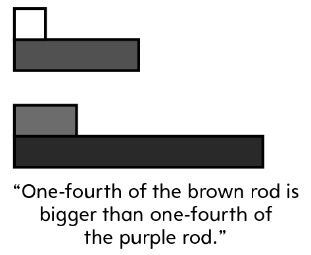 “One-fourth of the brown rod is
bigger than one-fourth of
the purple rod.”